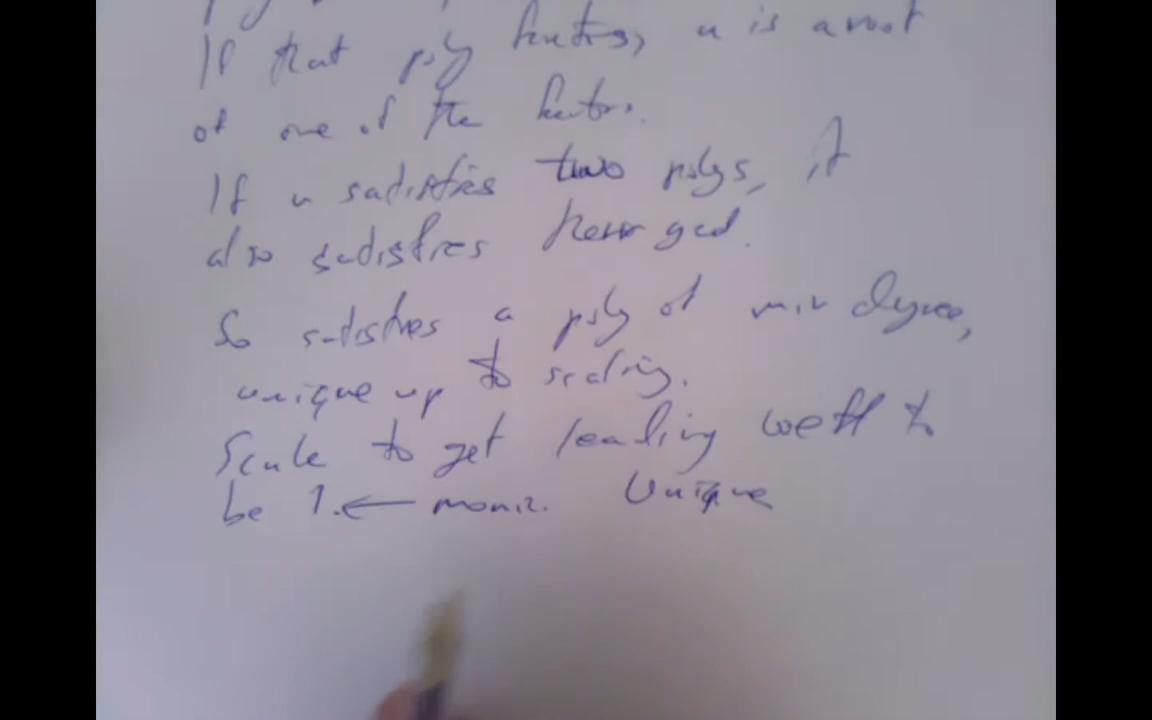 If that poly factors, u is a root
of one of the factors.
If u satisfies two polys, it
also satisfies their gcd.
So satisfies a poly of min degree,
unique up to scaling.
Scale to get leading coeff to
be 1. ← monic. Unique